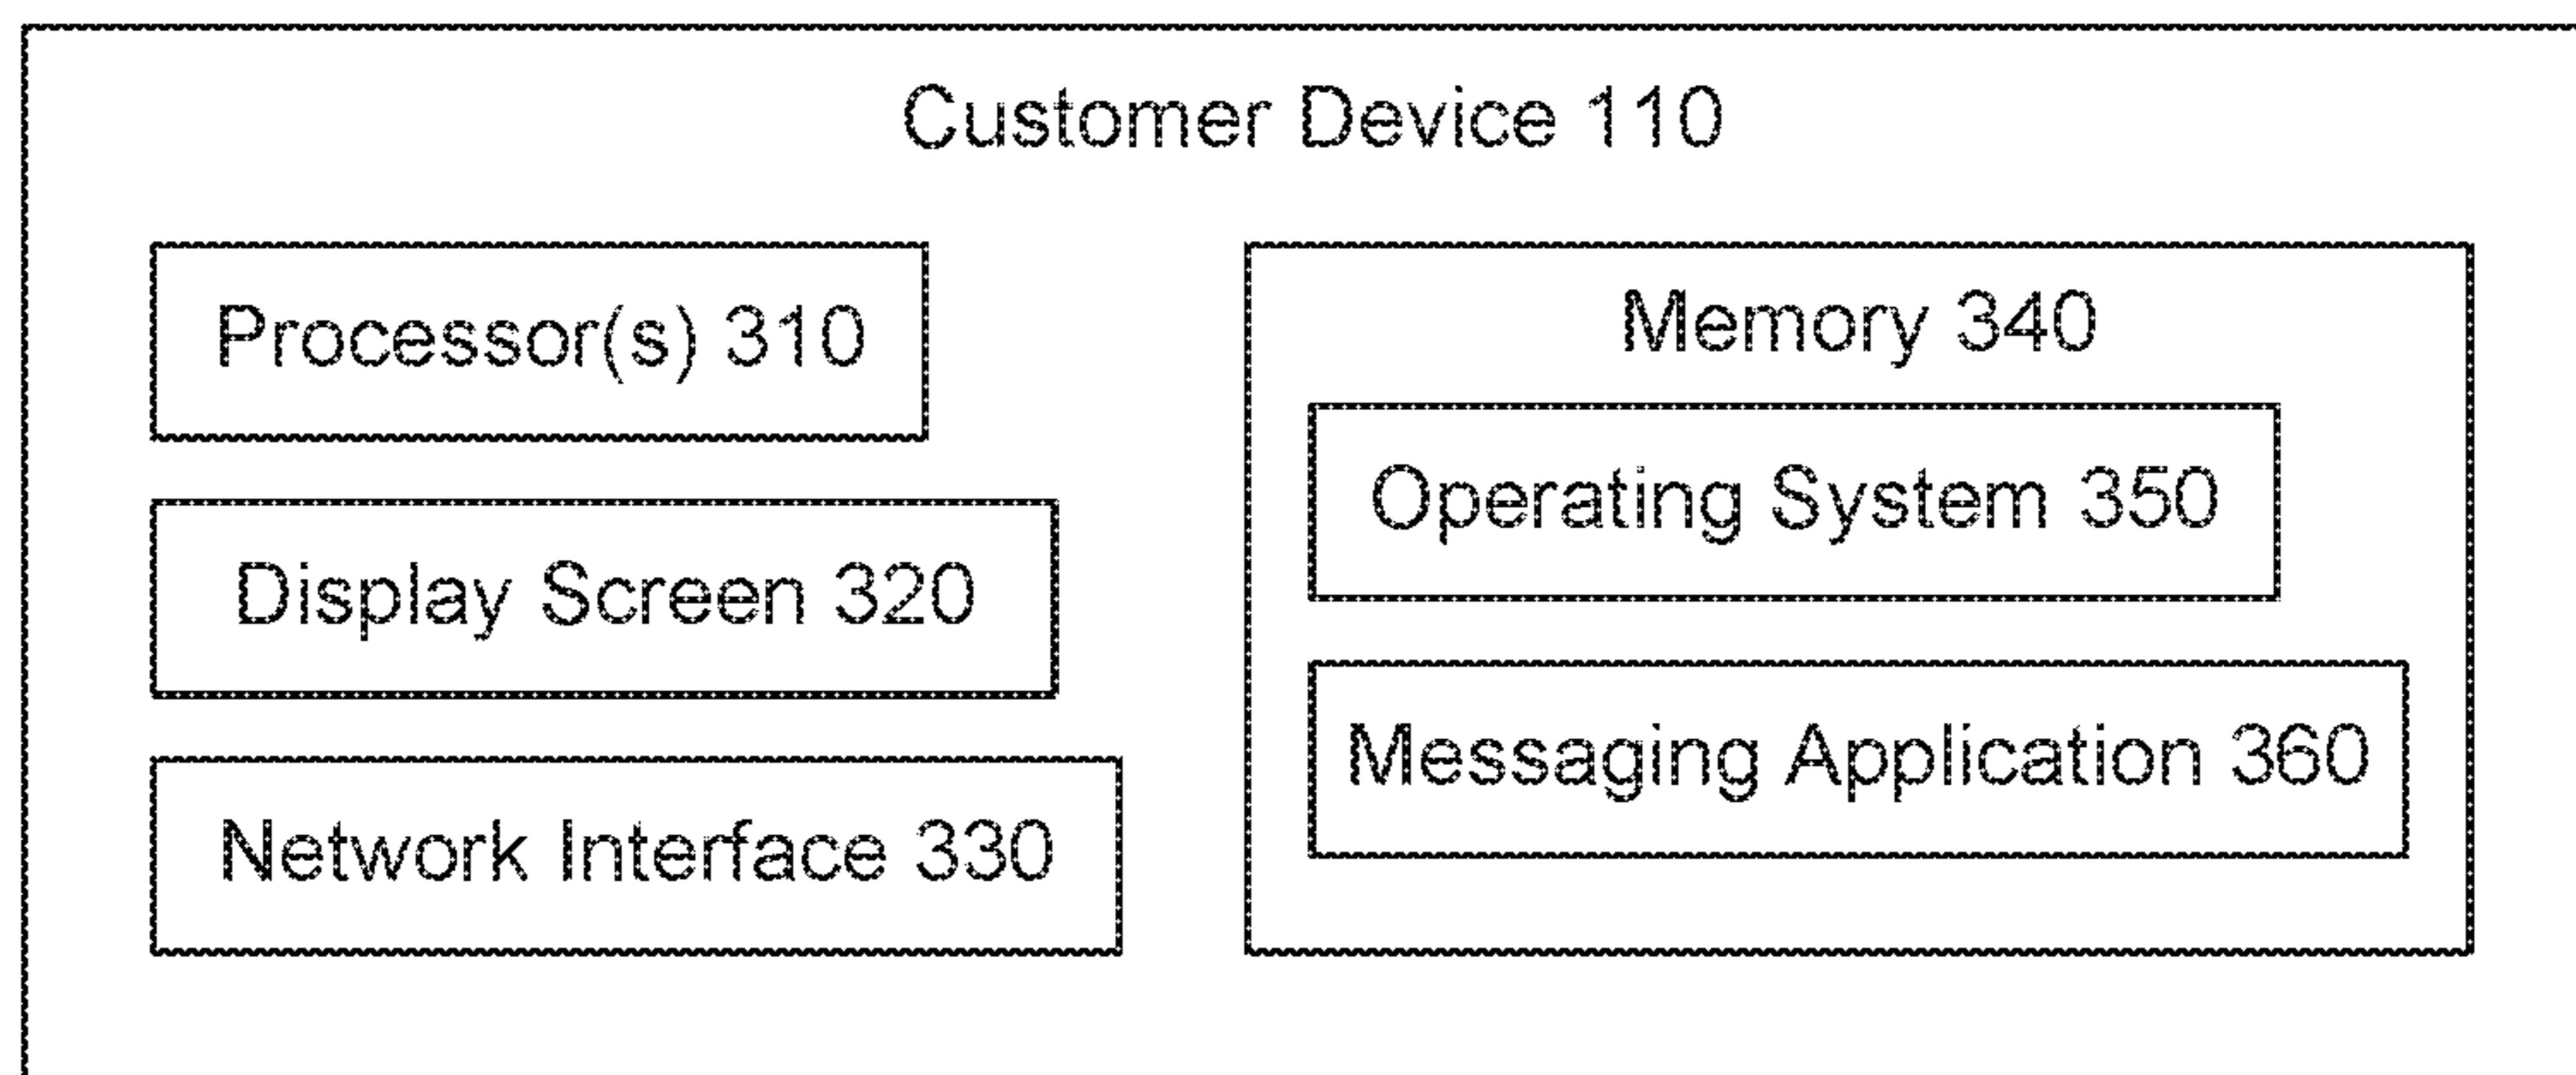 Customer Device 110
Processor(s) 310
Display Screen 320
Network Interface 330
Memory 340
Operating System 350
Messaging Application 360